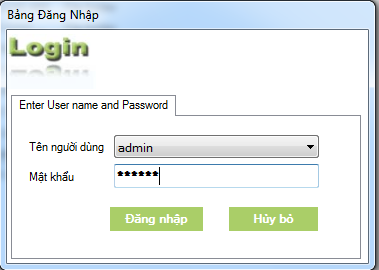 Bảng Đăng Nhập
Login
Enter User name and Password
Tên người dùng admin
Mật khẩu ******
Đăng nhập Hủy bỏ